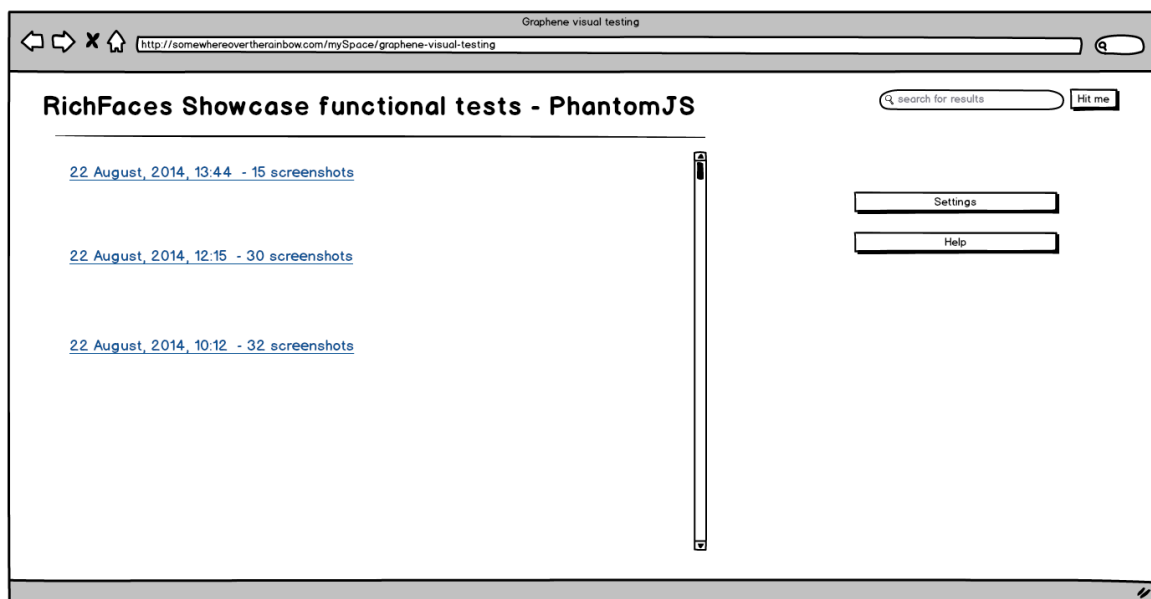 Graphene visual testing
http://somewhereovertherainbow.com/mySpace/graphene-visual-testing
RichFaces Showcase functional tests - PhantomJS
search for results
Hit me
22 August, 2014, 13:44 - 15 screenshots
Settings
Help
22 August, 2014, 12:15 - 30 screenshots
22 August, 2014, 10:12 - 32 screenshots